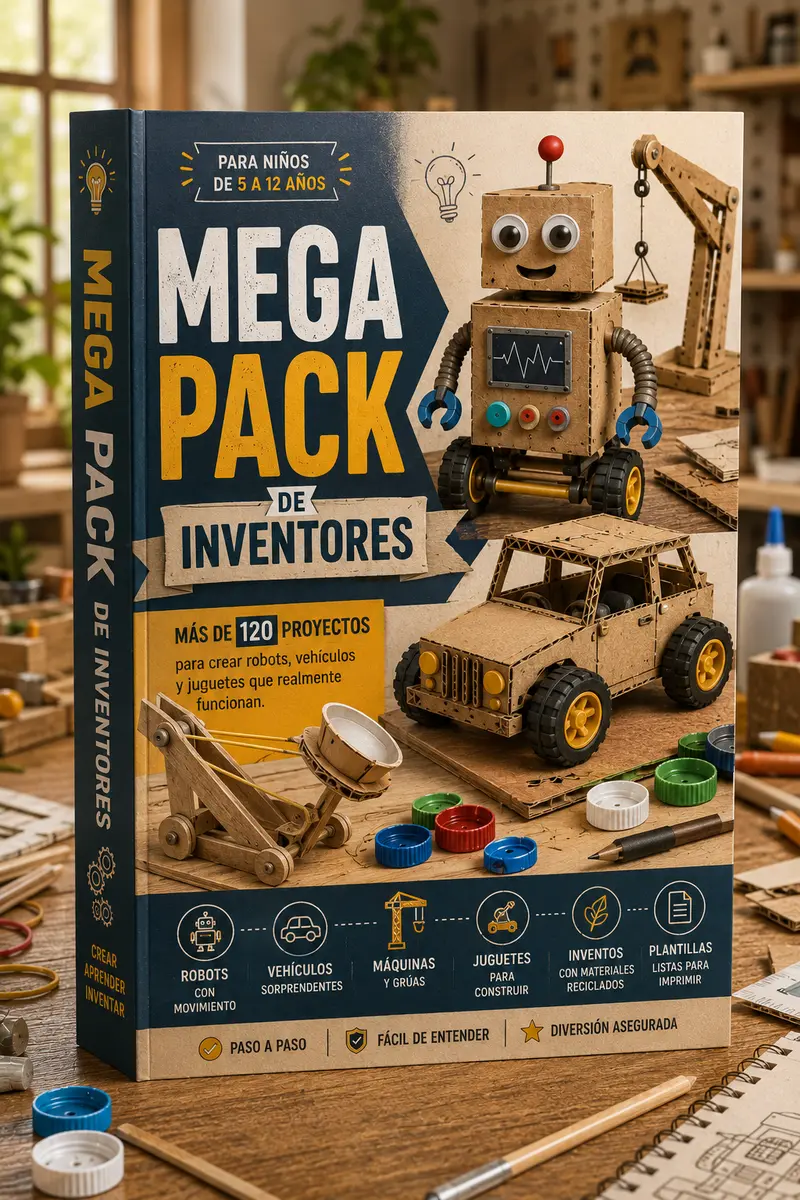 PARA NIÑOS
DE 5 A 12 AÑOS
MEGA
PACK
DE
INVENTORES
MÁS DE 120 PROYECTOS
para crear robots, vehículos
y juguetes que realmente
funcionan.
ROBOTS
CON
MOVIMIENTO
VEHÍCULOS
SORPRENDENTES
MÁQUINAS
Y GRÚAS
JUGUETES
PARA
CONSTRUIR
INVENTOS
CON MATERIALES
RECICLADOS
PLANTILLAS
LISTAS PARA
IMPRIMIR
PASO A PASO
FÁCIL DE ENTENDER
DIVERSIÓN ASEGURADA
MEGA PACK DE INVENTORES
CREAR
APRENDER
INVENTAR